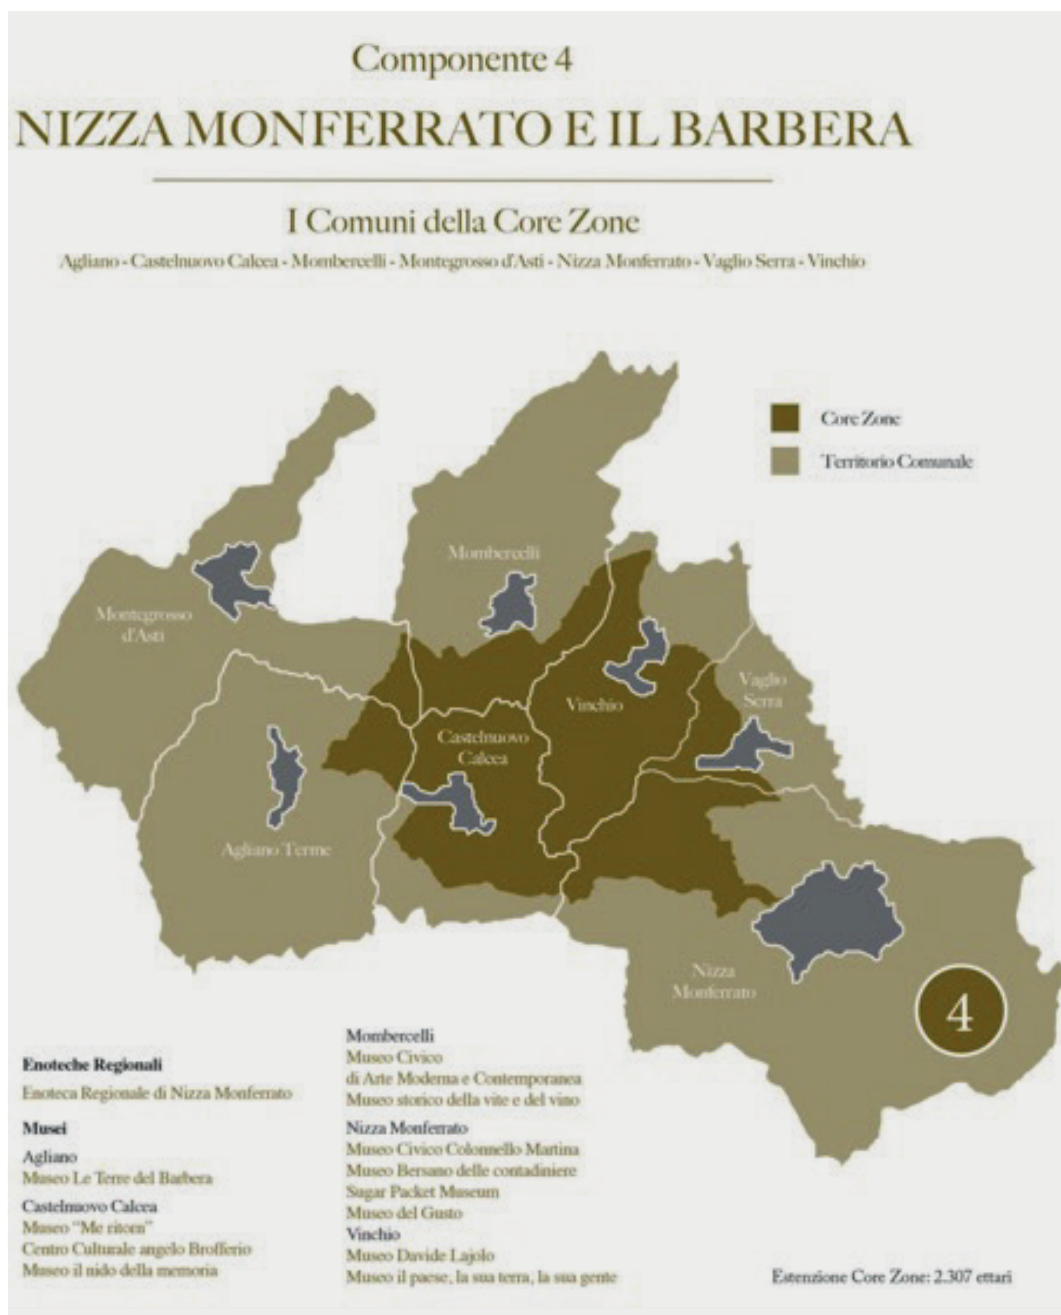 Componente 4
NIZZA MONFERRATO E IL BARBERA
I Comuni della Core Zone
Agliano - Castelnuovo Calcea - Mombercelli - Montegrosso d'Asti - Nizza Monferrato - Vaglio Serra - Vinchio
Core Zone
Territorio Comunale
Mombercelli
Montegrosso
d'Asti
Vaglio
Serra
Vinchio
Castelnuovo
Calcea
Agliano Terme
Nizza
Monferrato
4
Enoteche Regionali
Enoteca Regionale di Nizza Monferrato
Musei
Agliano
Museo Le Terre del Barbera
Castelnuovo Calcea
Museo "Me ritorn"
Centro Culturale angelo Brofferio
Museo il nido della memoria
Mombercelli
Museo Civico
di Arte Moderna e Contemporanea
Museo storico della vite e del vino
Nizza Monferrato
Museo Civico Colonnello Martina
Museo Bersano delle contadiniere
Sugar Packet Museum
Museo del Gusto
Vinchio
Museo Davide Lajolo
Museo il paese, la sua terra, la sua gente
Estenzione Core Zone: 2.307 ettari